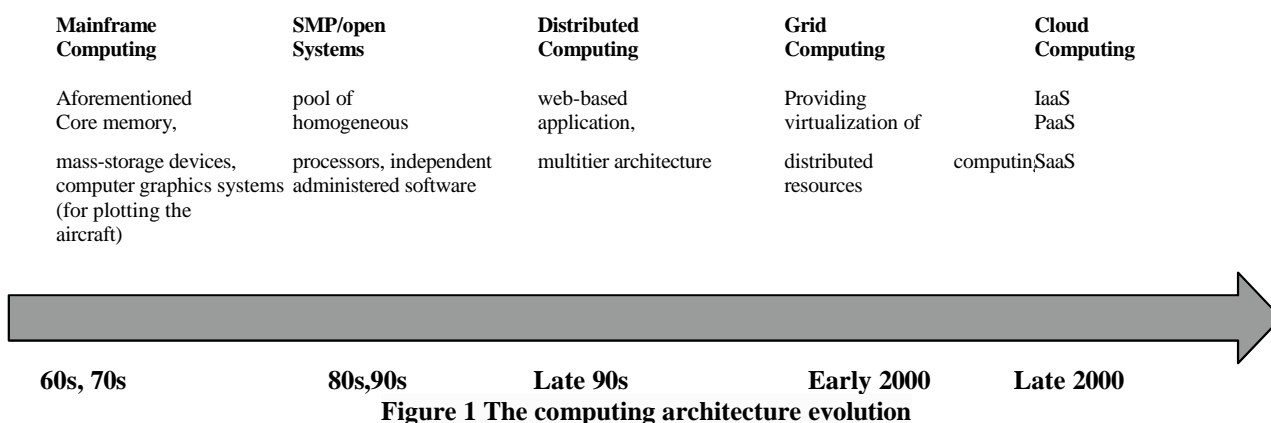 Mainframe
Computing
Aforementioned
Core memory,
mass-storage devices,
computer graphics systems
(for plotting the
aircraft)
SMP/open
Systems
pool of
homogeneous
processors, independent
administered software
Distributed
Computing
web-based
application,
multitier architecture
Grid
Computing
Providing
virtualization of
distributed computin
resources
Cloud
Computing
IaaS
PaaS
SaaS
60s, 70s
80s,90s
Late 90s
Early 2000
Late 2000
Figure 1 The computing architecture evolution